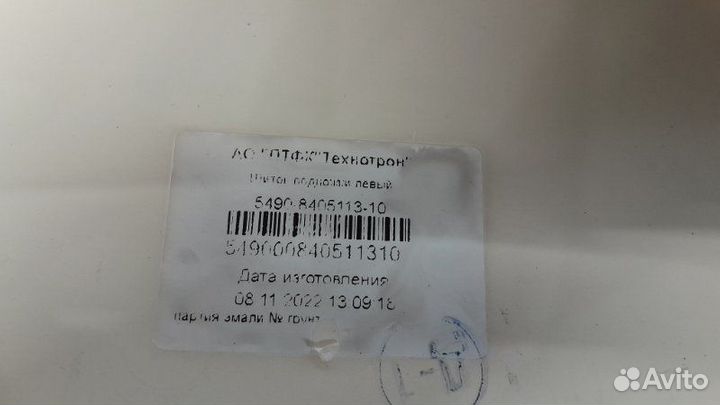 АО "ПТФК "Технотрон"
Щиток подножки левый
5490-8405113-10
549000840511310
Дата изготовления
08 11 2022 13 09 18
партия эмали № грунт
Avito